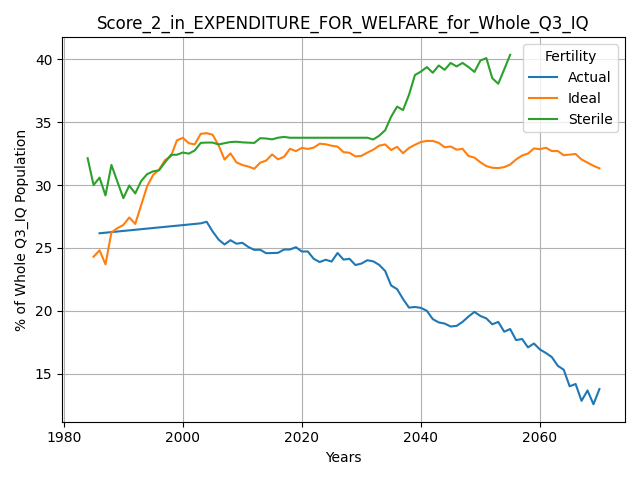 Score_2_in_EXPENDITURE_FOR_WELFARE_for_Whole_Q3_IQ
% of Whole Q3_IQ Population
40
35
30
25
20
15
Fertility
Actual
Ideal
Sterile
1980
2000
2020
2040
2060
Years